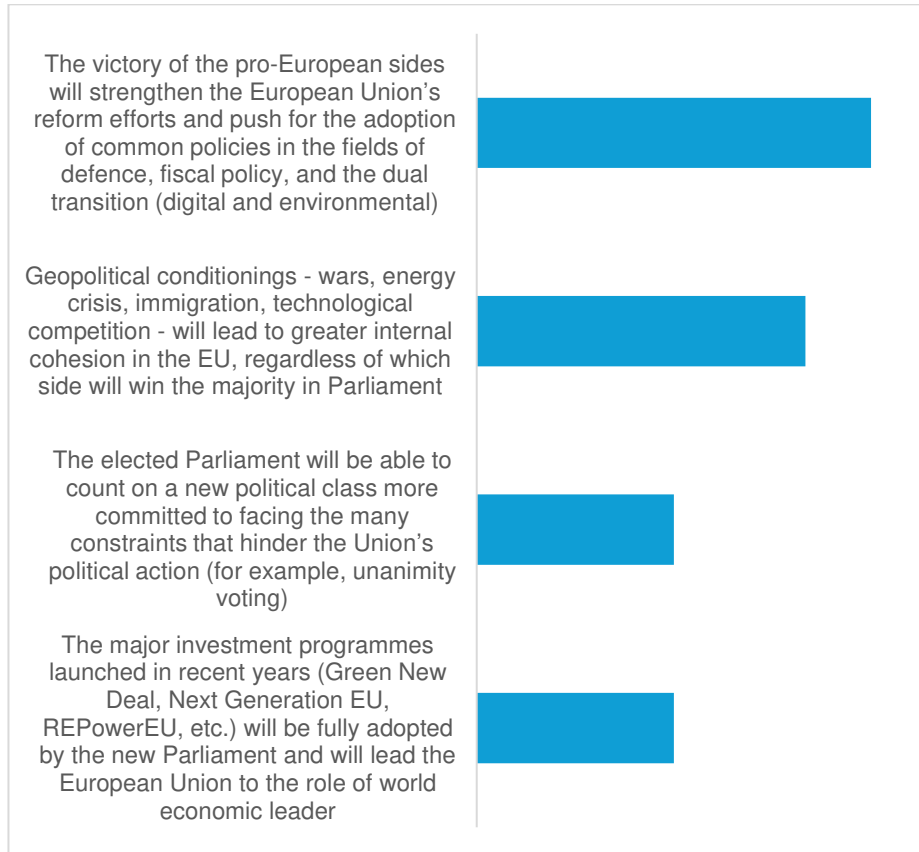 The victory of the pro-European sides
will strengthen the European Union’s
reform efforts and push for the adoption
of common policies in the fields of
defence, fiscal policy, and the dual
transition (digital and environmental)
Geopolitical conditionings - wars, energy
crisis, immigration, technological
competition - will lead to greater internal
cohesion in the EU, regardless of which
side will win the majority in Parliament
The elected Parliament will be able to
count on a new political class more
committed to facing the many
constraints that hinder the Union’s
political action (for example, unanimity
voting)
The major investment programmes
launched in recent years (Green New
Deal, Next Generation EU,
REPowerEU, etc.) will be fully adopted
by the new Parliament and will lead the
European Union to the role of world
economic leader